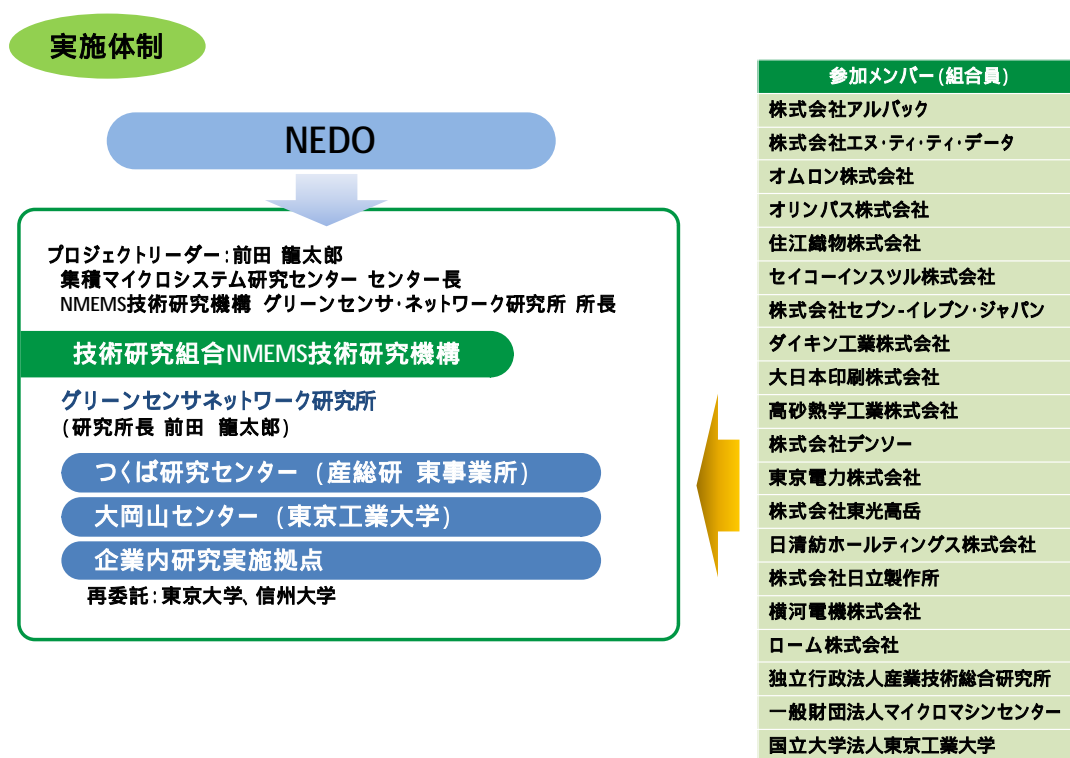 実施体制
NEDO
プロジェクトリーダー：前田 龍太郎
集積マイクロシステム研究センター センター長
NMEMS技術研究機構 グリーンセンサ・ネットワーク研究所 所長
技術研究組合NMEMS技術研究機構
グリーンセンサネットワーク研究所
(研究所長 前田 龍太郎)
つくば研究センター (産総研 東事業所)
大岡山センター (東京工業大学)
企業内研究実施拠点
再委託：東京大学、信州大学
参加メンバー(組合員)
株式会社アルバック
株式会社エヌ・ティ・ティ・データ
オムロン株式会社
オリンパス株式会社
住江織物株式会社
セイコーインスツル株式会社
株式会社セブン-イレブン・ジャパン
ダイキン工業株式会社
大日本印刷株式会社
高砂熱学工業株式会社
株式会社デンソー
東京電力株式会社
株式会社東光高岳
日清紡ホールディングス株式会社
株式会社日立製作所
横河電機株式会社
ローム株式会社
独立行政法人産業技術総合研究所
一般財団法人マイクロマシンセンター
国立大学法人東京工業大学